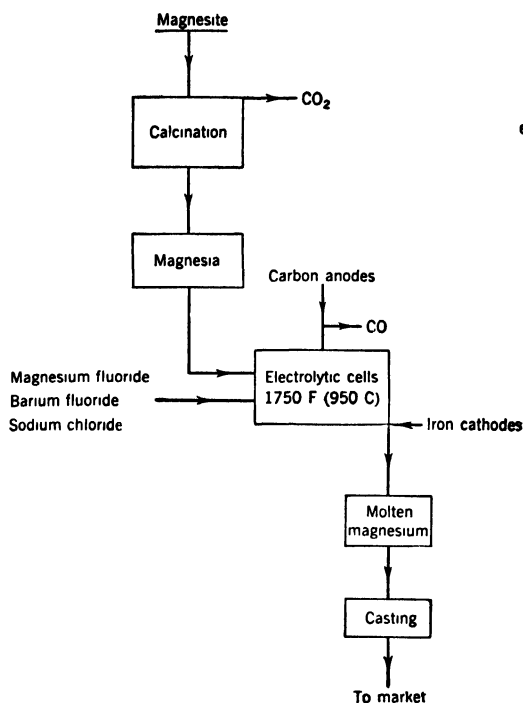 Magnesite
CO₂
e
Calcination
Magnesia
Carbon anodes
CO
Magnesium fluoride
Barium fluoride
Sodium chloride
Electrolytic cells
1750 F (950 C)
Iron cathodes
Molten
magnesium
Casting
To market